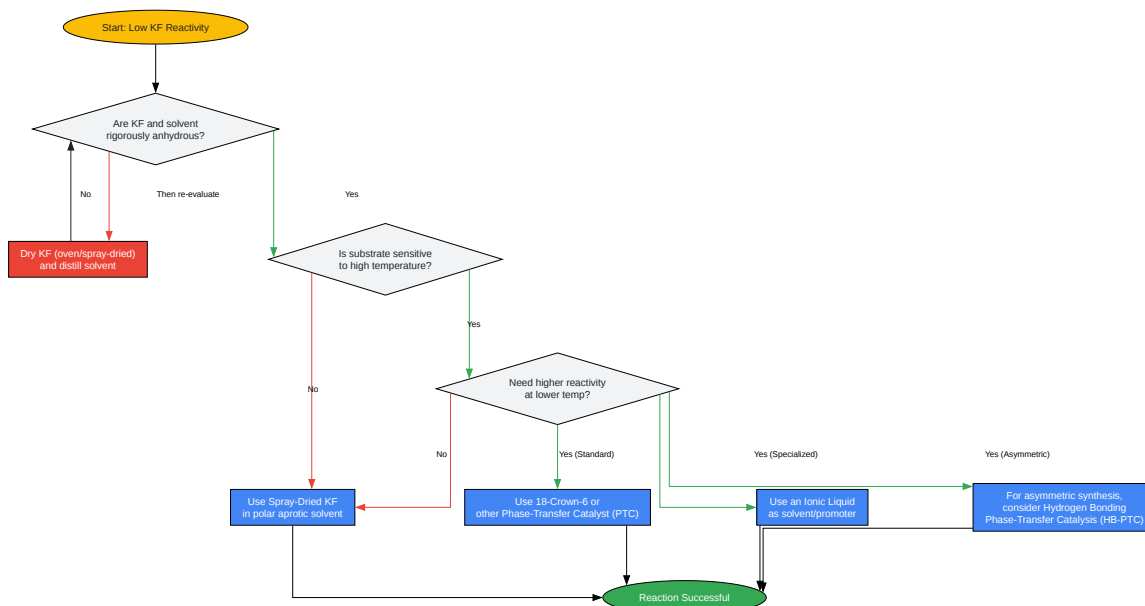 Start: Low KF Reactivity
Are KF and solvent
rigorously anhydrous?
No
Then re-evaluate
Yes
Dry KF (oven/spray-dried)
and distill solvent
Is substrate sensitive
to high temperature?
Yes
No
Need higher reactivity
at lower temp?
No
Yes (Standard)
Yes (Specialized)
Yes (Asymmetric)
Use Spray-Dried KF
in polar aprotic solvent
Use 18-Crown-6 or
other Phase-Transfer Catalyst (PTC)
Use an Ionic Liquid
as solvent/promoter
For asymmetric synthesis,
consider Hydrogen Bonding
Phase-Transfer Catalysis (HB-PTC)
Reaction Successful